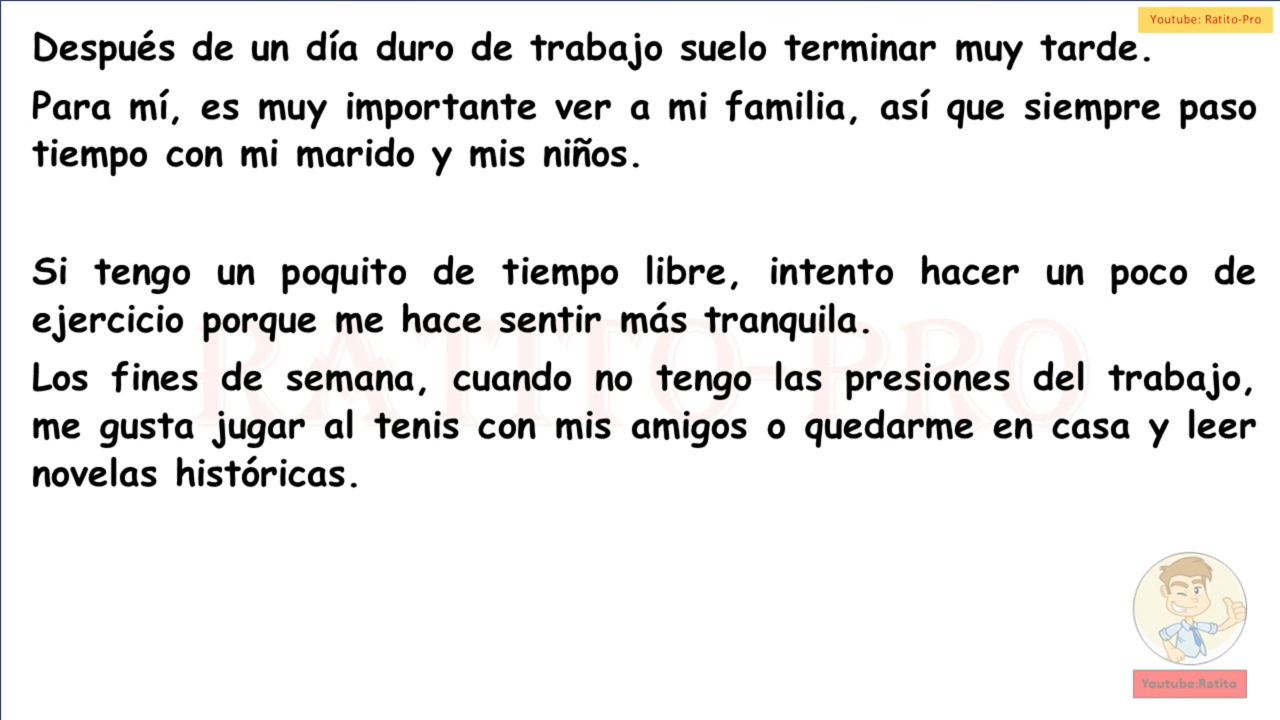 Youtube: Ratito-Pro
Después de un día duro de trabajo suelo terminar muy tarde.
Para mí, es muy importante ver a mi familia, así que siempre paso
tiempo con mi marido y mis niños.
Si tengo un poquito de tiempo libre, intento hacer un poco de
ejercicio porque me hace sentir más tranquila.
RATITO-PRO
Los fines de semana, cuando no tengo las presiones del trabajo,
me gusta jugar al tenis con mis amigos o quedarme en casa y leer
novelas históricas.
Youtube:Ratito